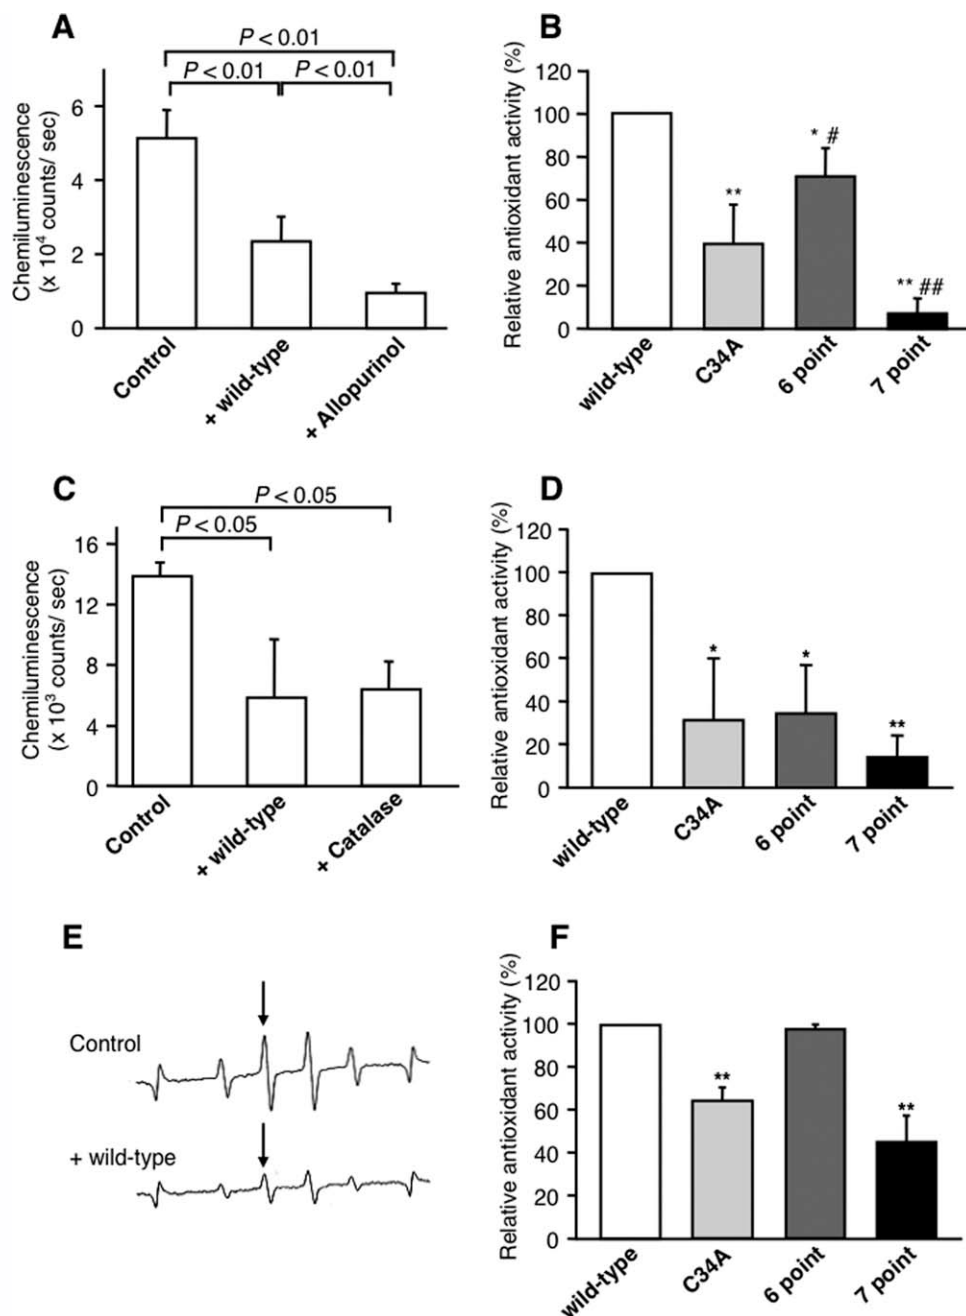 A
P < 0.01
P < 0.01
P < 0.01
Chemiluminescence
(x 10⁴ counts/ sec)
6
4
2
0
Control
+ wild-type
+ Allopurinol
B
Relative antioxidant activity (%)
120
100
80
60
40
20
0
**
* #
** ##
wild-type
C34A
6 point
7 point
C
P < 0.05
P < 0.05
Chemiluminescence
(x 10³ counts/ sec)
16
12
8
4
0
Control
+ wild-type
+ Catalase
D
Relative antioxidant activity (%)
120
100
80
60
40
20
0
*
*
**
wild-type
C34A
6 point
7 point
E
Control
+ wild-type
F
Relative antioxidant activity (%)
120
100
80
60
40
20
0
**
**
wild-type
C34A
6 point
7 point